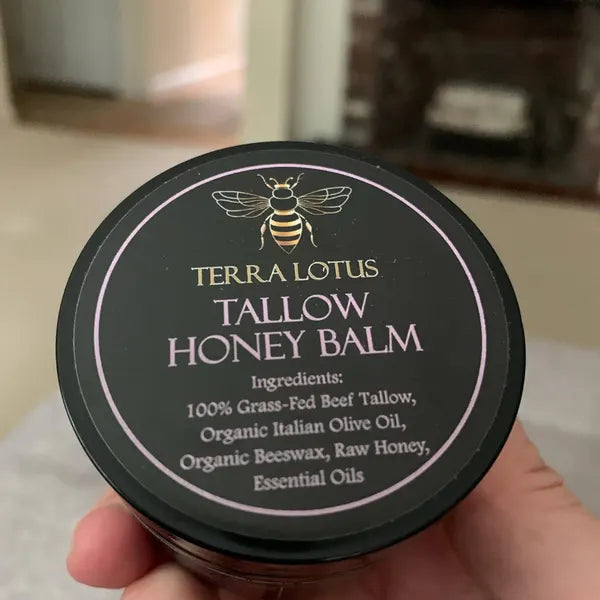 TERRA LOTUS
TALLOW
HONEY BALM
Ingredients:
100% Grass-Fed Beef Tallow,
Organic Italian Olive Oil,
Organic Beeswax, Raw Honey,
Essential Oils